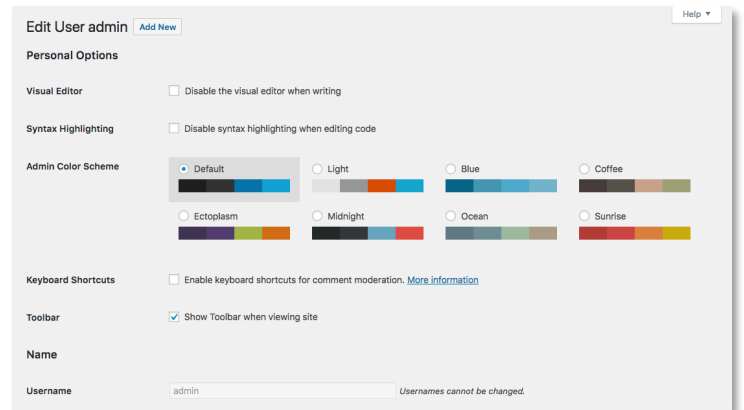 Help ▼
Edit User admin Add New
Personal Options
Visual Editor Disable the visual editor when writing
Syntax Highlighting Disable syntax highlighting when editing code
Admin Color Scheme Default Light Blue Coffee
Ectoplasm Midnight Ocean Sunrise
Keyboard Shortcuts Enable keyboard shortcuts for comment moderation. More information
Toolbar Show Toolbar when viewing site
Name
Username admin Usernames cannot be changed.